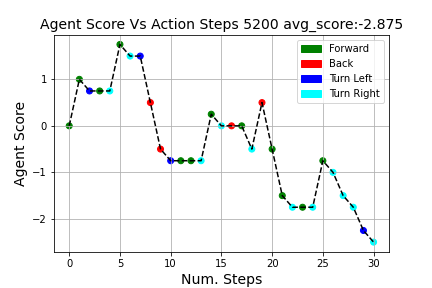 Agent Score Vs Action Steps 5200 avg_score:-2.875
Forward
Back
Turn Left
Turn Right
Agent Score
1
0
−1
−2
0 5 10 15 20 25 30
Num. Steps